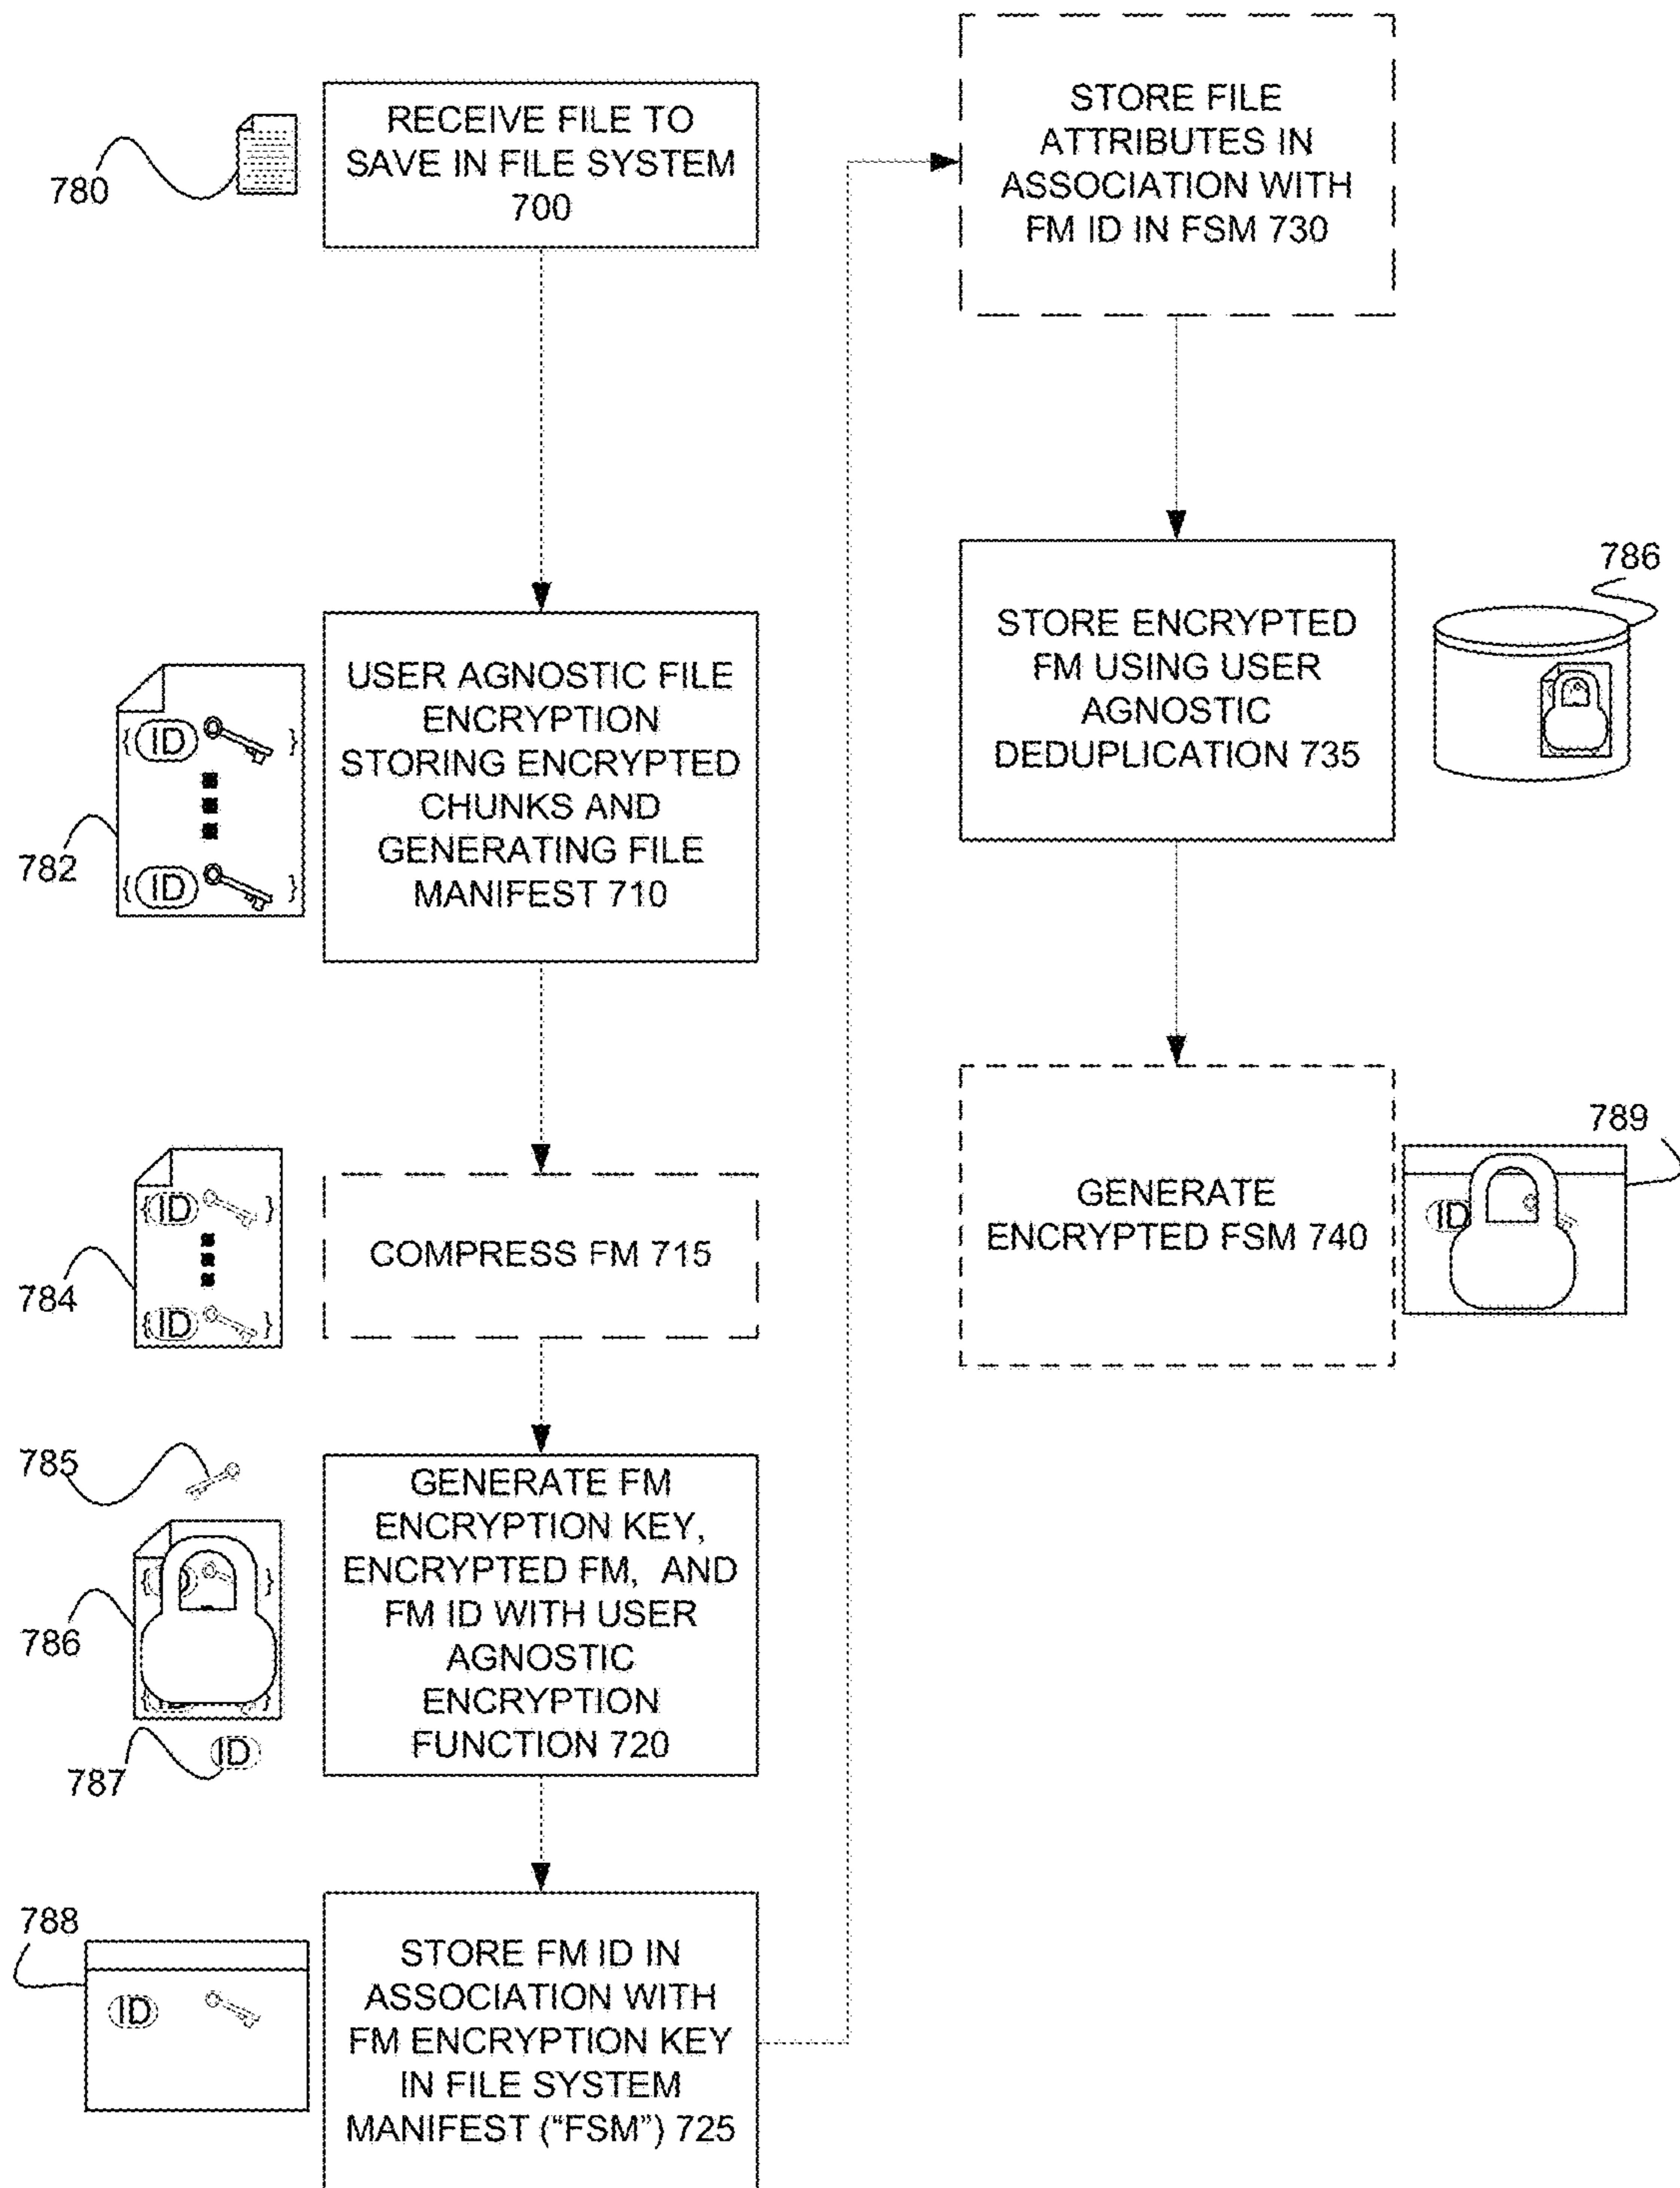 780
RECEIVE FILE TO
SAVE IN FILE SYSTEM
700
782
{ ID }
{ ID }
USER AGNOSTIC FILE
ENCRYPTION
STORING ENCRYPTED
CHUNKS AND
GENERATING FILE
MANIFEST 710
784
{ ID }
{ ID }
COMPRESS FM 715
785
786
{ }
{ }
787
ID
GENERATE FM
ENCRYPTION KEY,
ENCRYPTED FM, AND
FM ID WITH USER
AGNOSTIC
ENCRYPTION
FUNCTION 720
788
ID
STORE FM ID IN
ASSOCIATION WITH
FM ENCRYPTION KEY
IN FILE SYSTEM
MANIFEST ("FSM") 725
STORE FILE
ATTRIBUTES IN
ASSOCIATION WITH
FM ID IN FSM 730
STORE ENCRYPTED
FM USING USER
AGNOSTIC
DEDUPLICATION 735
786
GENERATE
ENCRYPTED FSM 740
789
ID